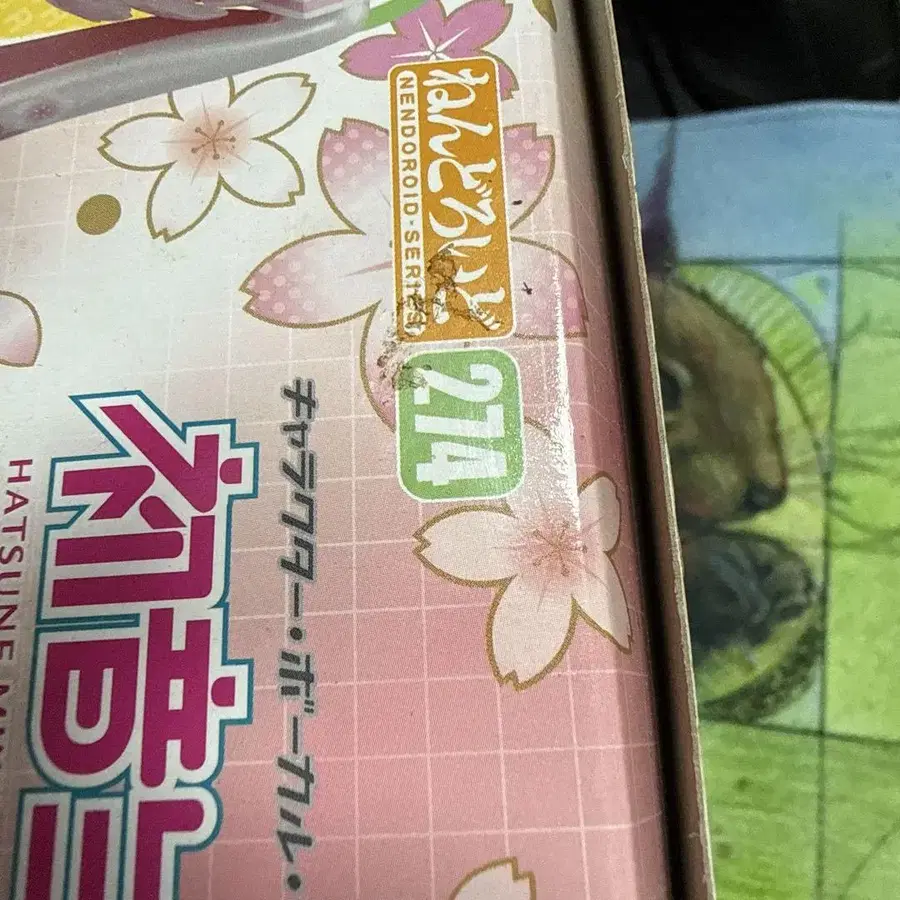 ねんどろいど
NENDOROID·SERIES
274
キャラクター・ボーカル・
初音
HATSUNE